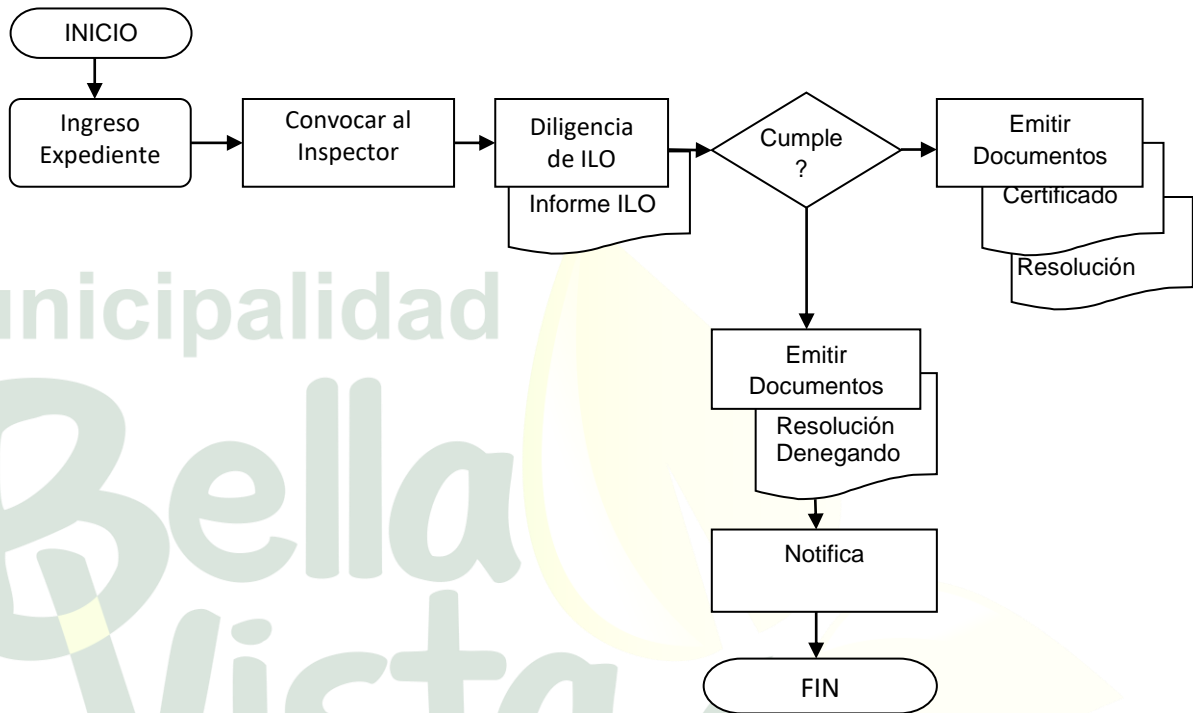 INICIO
Ingreso
Expediente
Convocar al
Inspector
Diligencia
de ILO
Informe ILO
Cumple
?
Emitir
Documentos
Certificado
Resolución
Emitir
Documentos
Resolución
Denegando
Notifica
FIN
unicipalidad
Bella
Vista